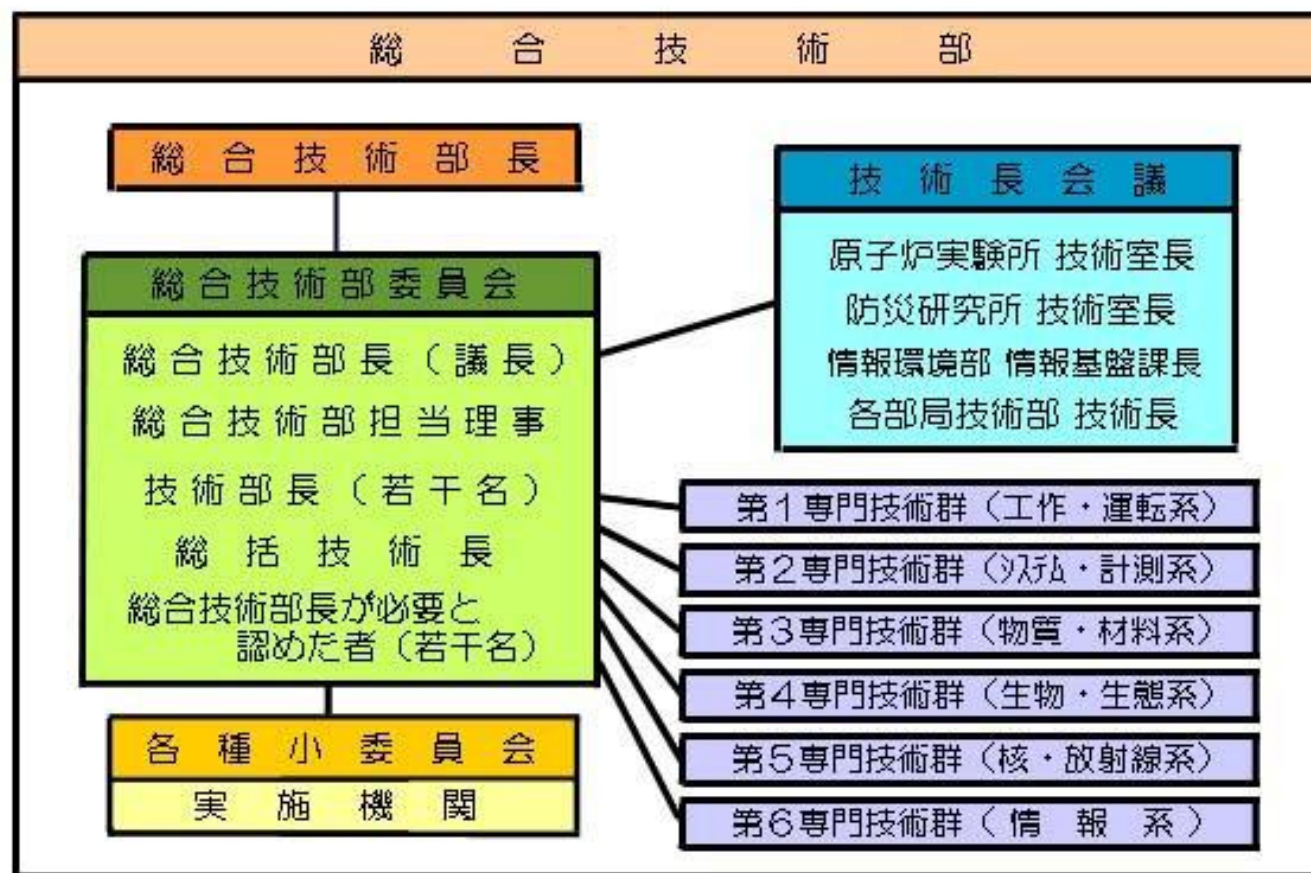 総合技術部
総合技術部長
総合技術部委員会
総合技術部長（議長）
総合技術部担当理事
技術部長（若干名）
総括技術長
総合技術部長が必要と
認めた者（若干名）
各種小委員会
実施機関
技術長会議
原子炉実験所 技術室長
防災研究所 技術室長
情報環境部 情報基盤課長
各部局技術部 技術長
第1専門技術群（工作・運転系）
第2専門技術群（ｼｽﾃﾑ・計測系）
第3専門技術群（物質・材料系）
第4専門技術群（生物・生態系）
第5専門技術群（核・放射線系）
第6専門技術群（情報系）